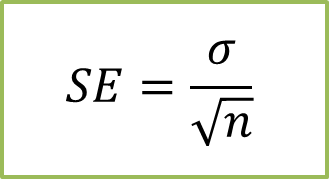 SE = σ / √n